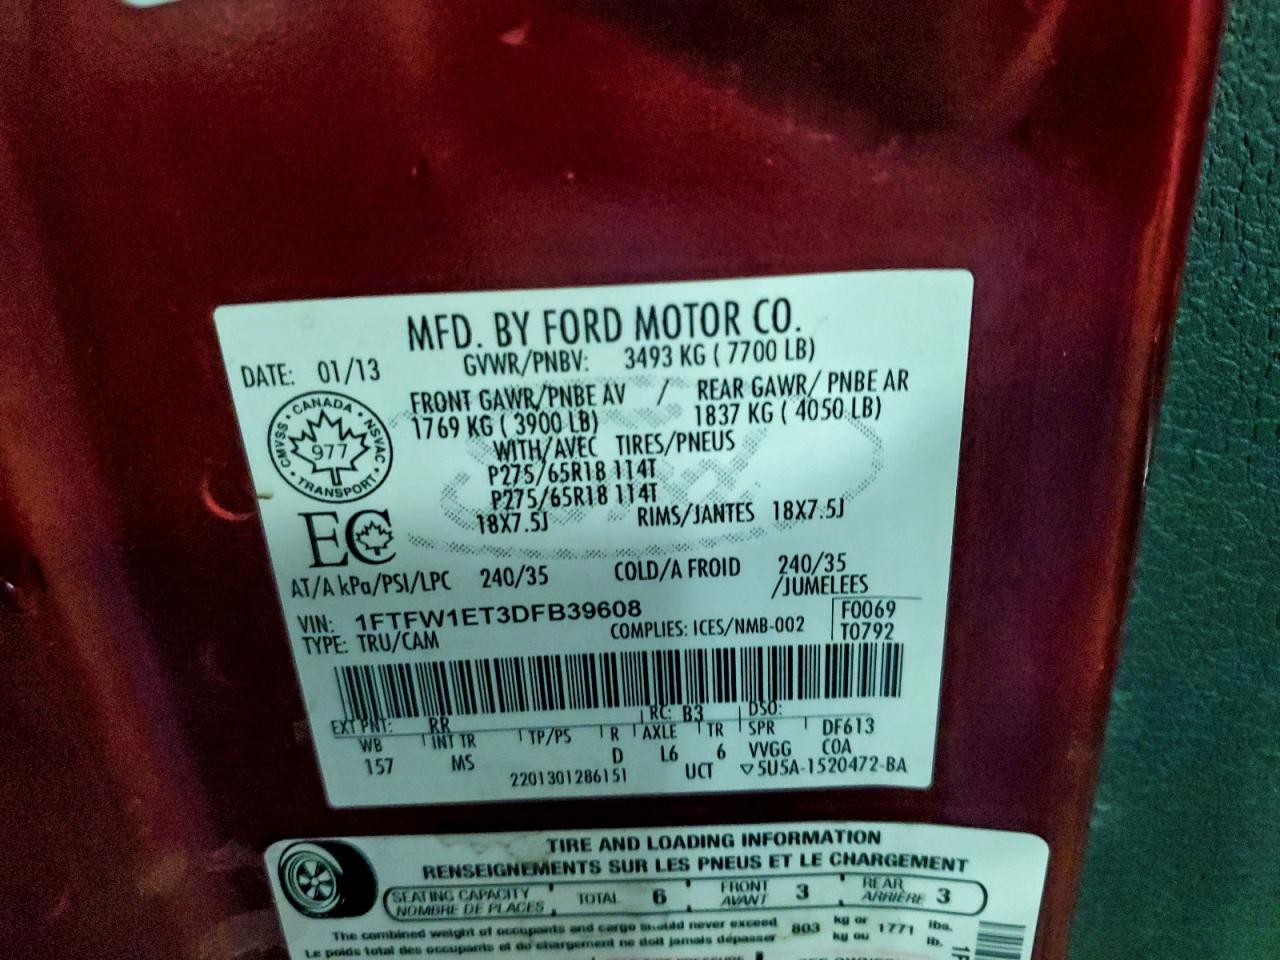 MFD. BY FORD MOTOR CO.
DATE: 01/13
GVWR/PNBV: 3493 KG ( 7700 LB)
FRONT GAWR/PNBE AV / REAR GAWR/ PNBE AR
1769 KG ( 3900 LB) 1837 KG ( 4050 LB)
WITH/AVEC TIRES/PNEUS
P275/65R18 114T
P275/65R18 114T
18X7.5J RIMS/JANTES 18X7.5J
CANADA
CMVSS NSVAC
977
TRANSPORT
EC
AT/A kPa/PSI/LPC 240/35 COLD/A FROID 240/35
/JUMELEES
VIN: 1FTFW1ET3DFB39608
F0069
TYPE: TRU/CAM COMPLIES: ICES/NMB-002 T0792
EXT PNT: RR RC: B3 DSO:
WB INT TR TP/PS R AXLE TR SPR DF613
157 MS D L6 6 VVGG COA
2201301286151 UCT ▽5U5A-1520472-BA
TIRE AND LOADING INFORMATION
RENSEIGNEMENTS SUR LES PNEUS ET LE CHARGEMENT
SEATING CAPACITY TOTAL 6 FRONT 3 REAR 3
NOMBRE DE PLACES AVANT ARRIÈRE
The combined weight of occupants and cargo should never exceed 803 kg or 1771 lbs.
Le poids total des occupants et du chargement ne doit jamais dépasser kg ou lb.